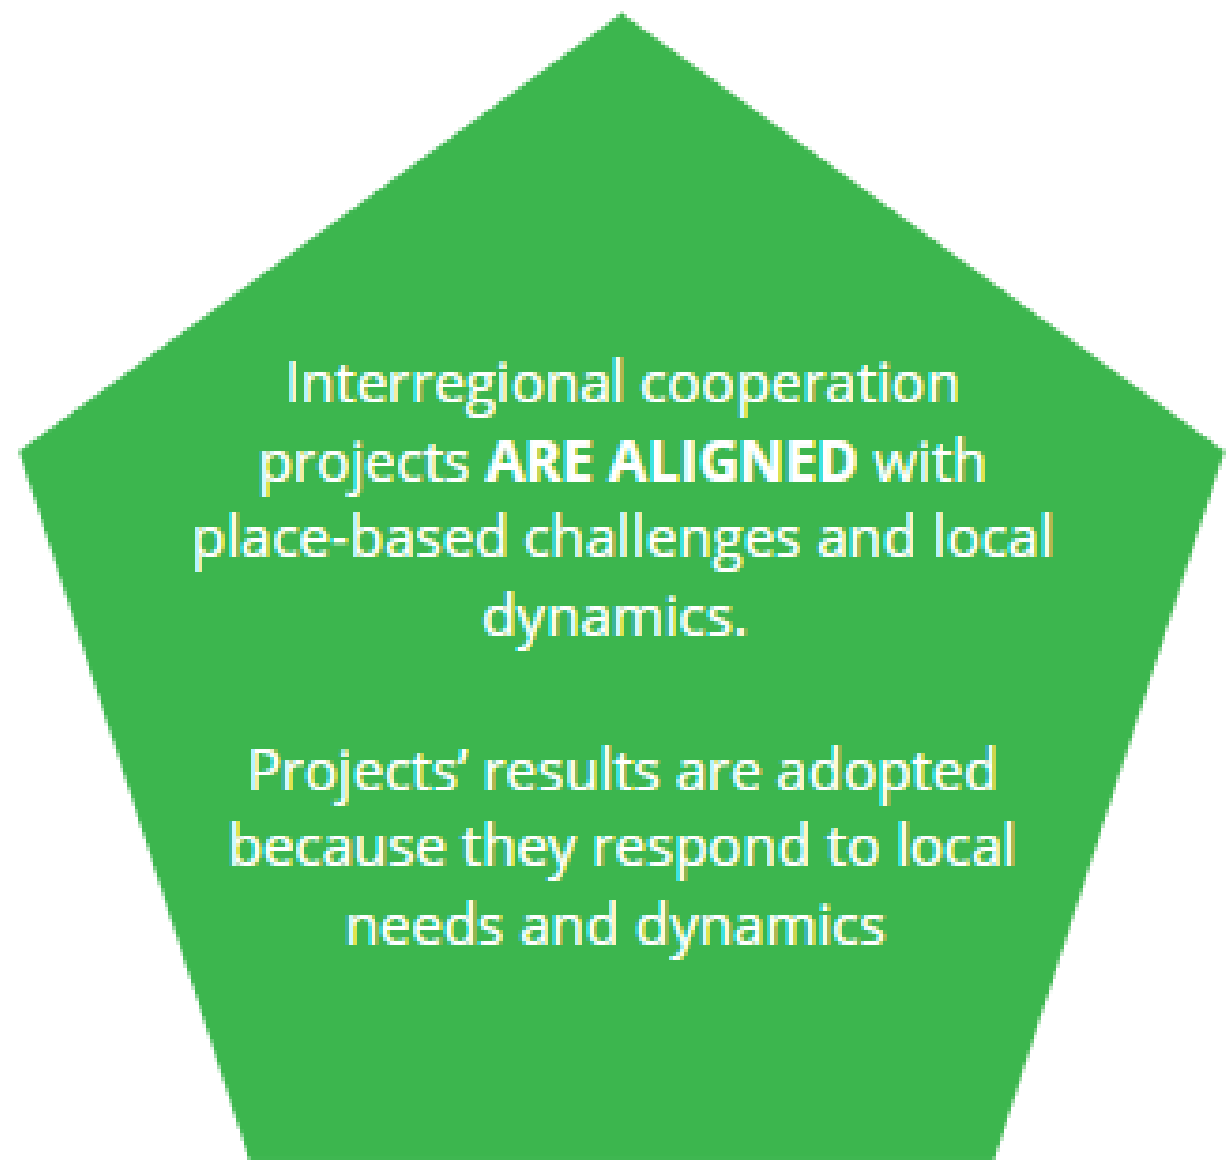 Interregional cooperation
projects ARE ALIGNED with
place-based challenges and local
dynamics.
Projects’ results are adopted
because they respond to local
needs and dynamics